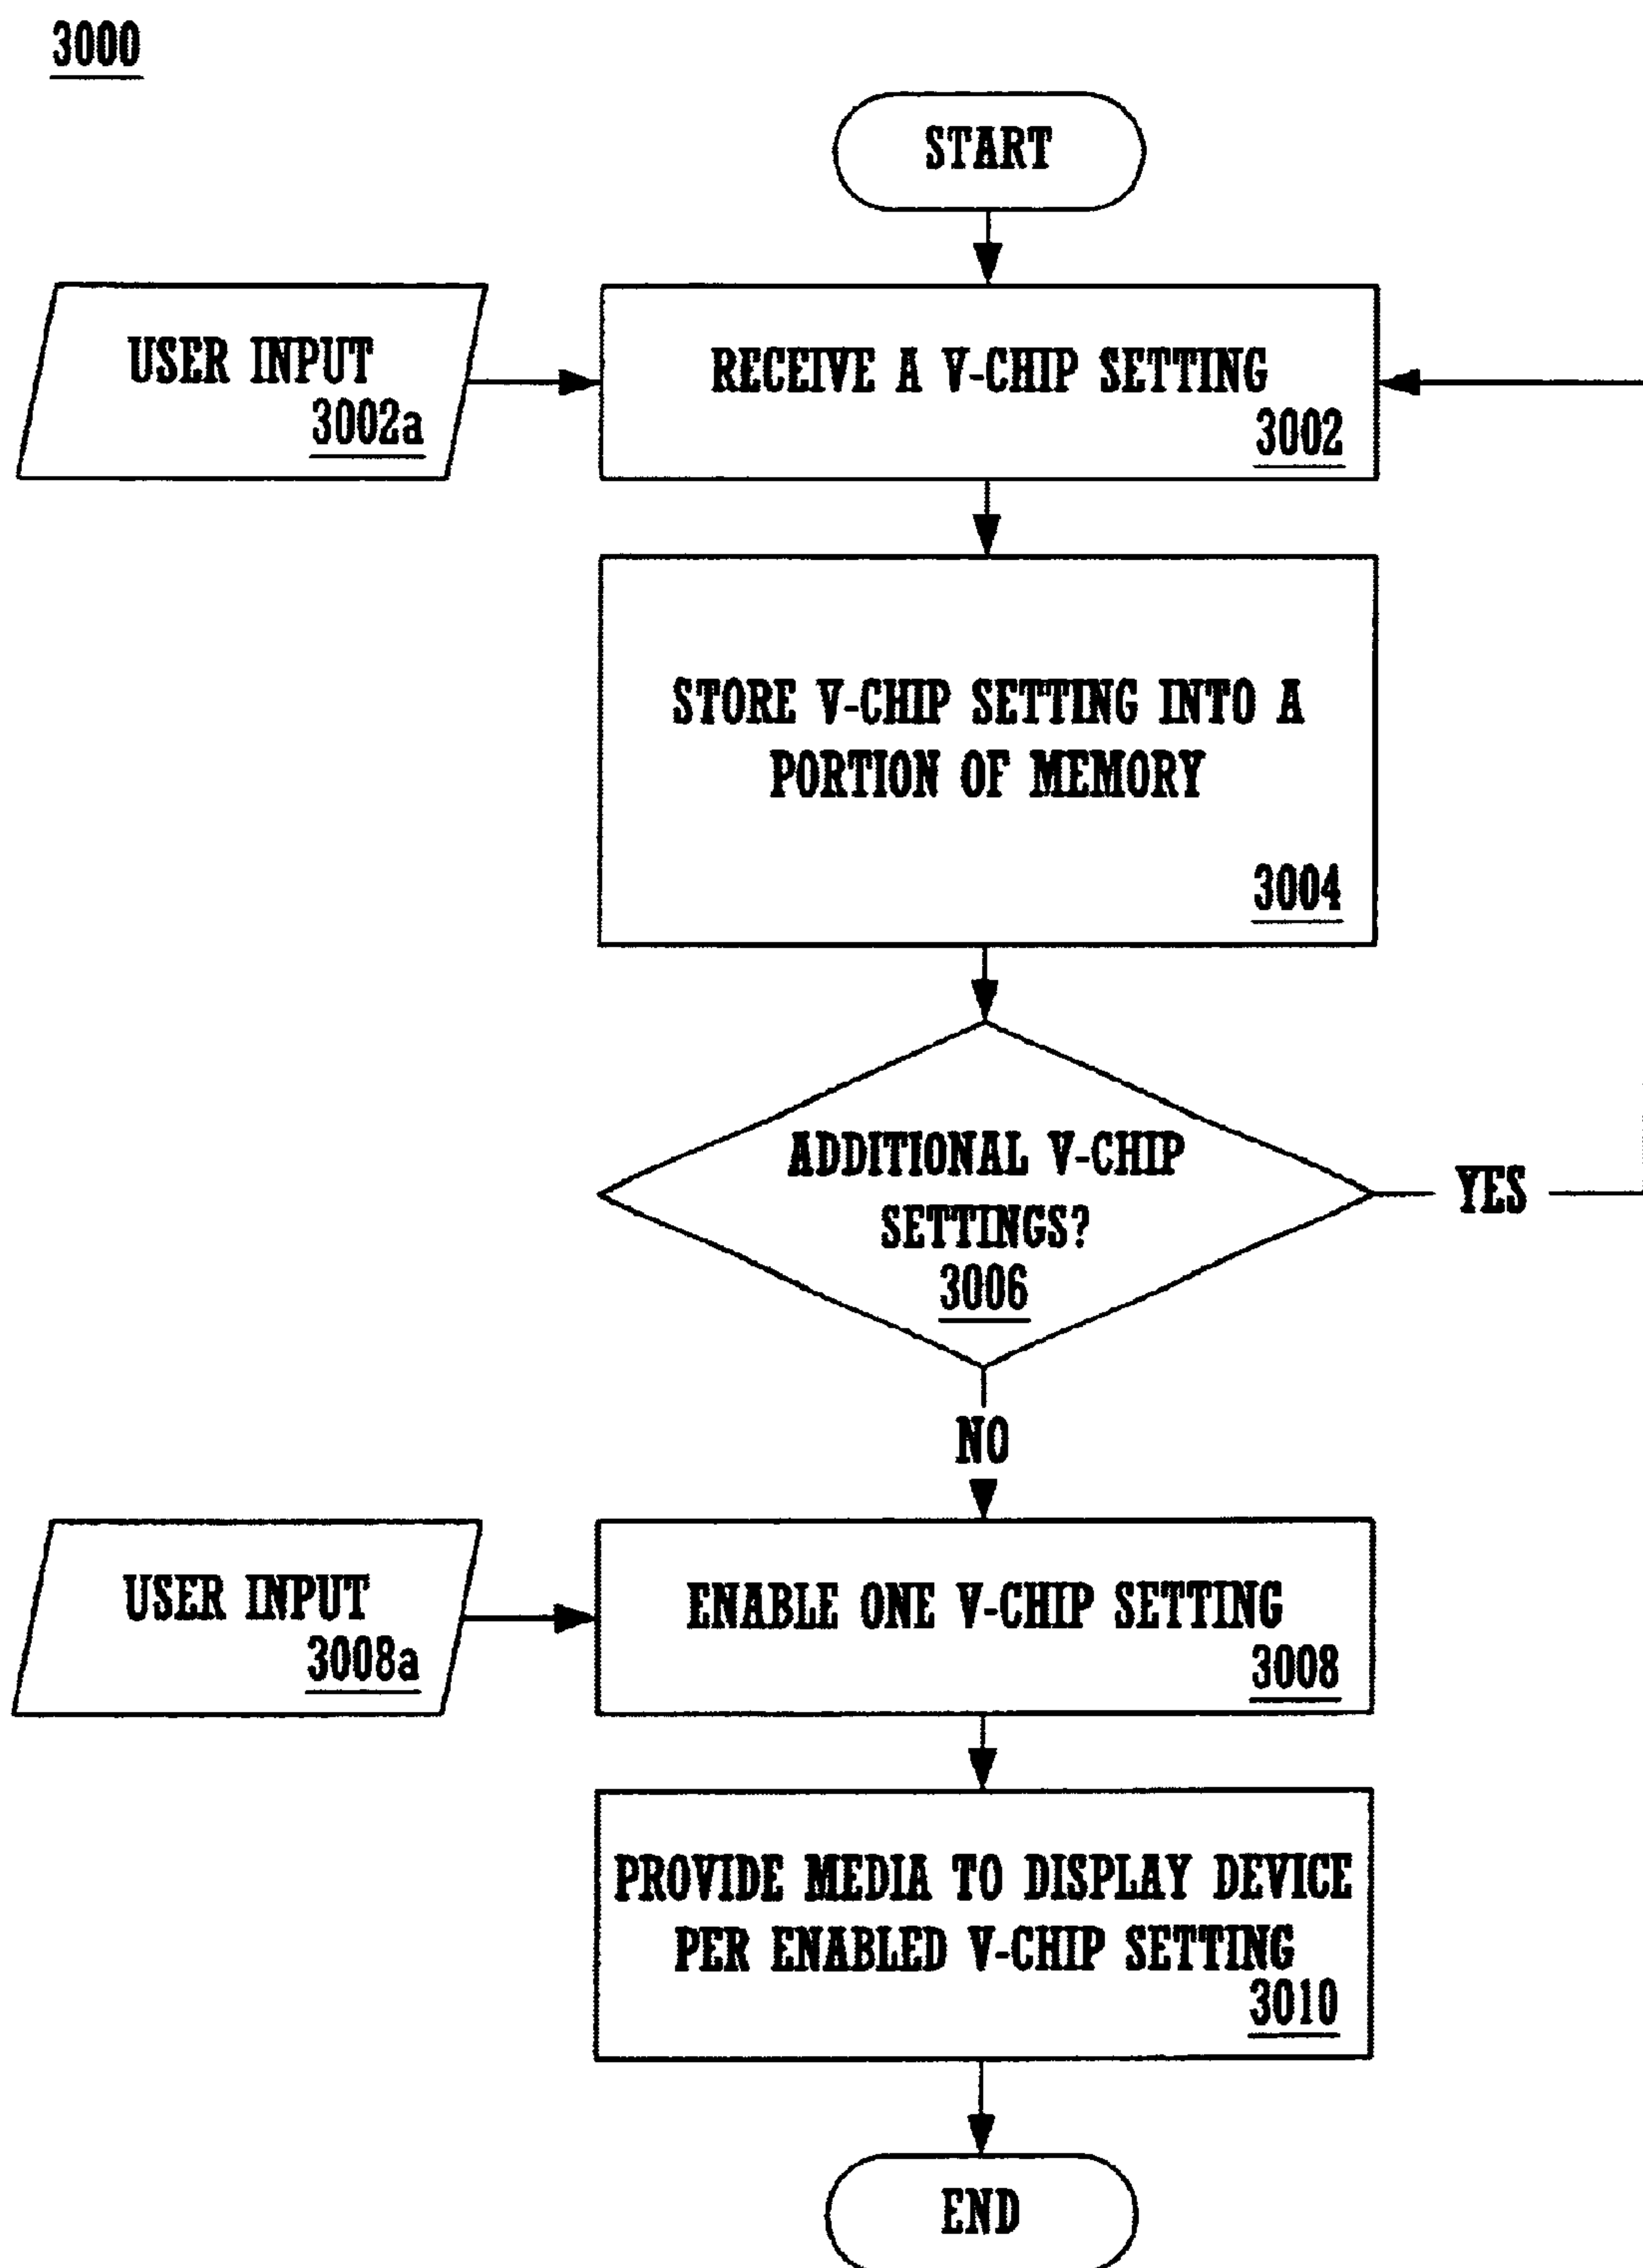 3000
START
USER INPUT
3002a
RECEIVE A V-CHIP SETTING
3002
STORE V-CHIP SETTING INTO A
PORTION OF MEMORY
3004
ADDITIONAL V-CHIP
SETTINGS?
3006
YES
NO
USER INPUT
3008a
ENABLE ONE V-CHIP SETTING
3008
PROVIDE MEDIA TO DISPLAY DEVICE
PER ENABLED V-CHIP SETTING
3010
END